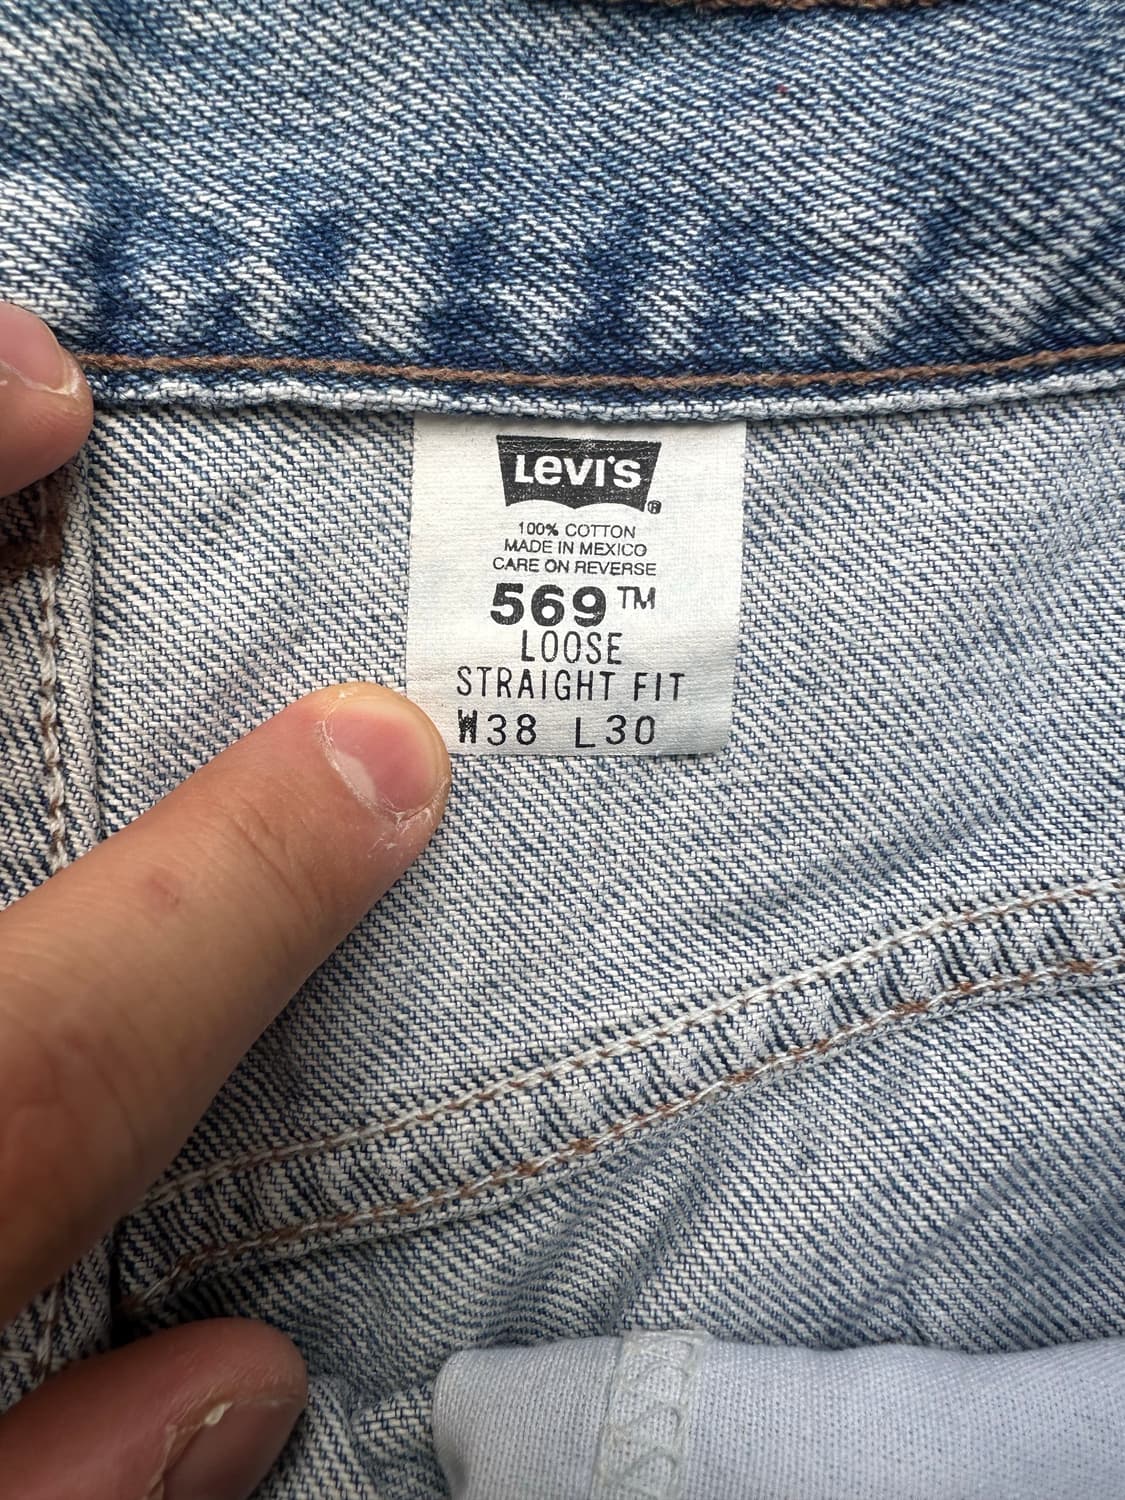 LEVI'S®
100% COTTON
MADE IN MEXICO
CARE ON REVERSE
569™
LOOSE
STRAIGHT FIT
W38 L30